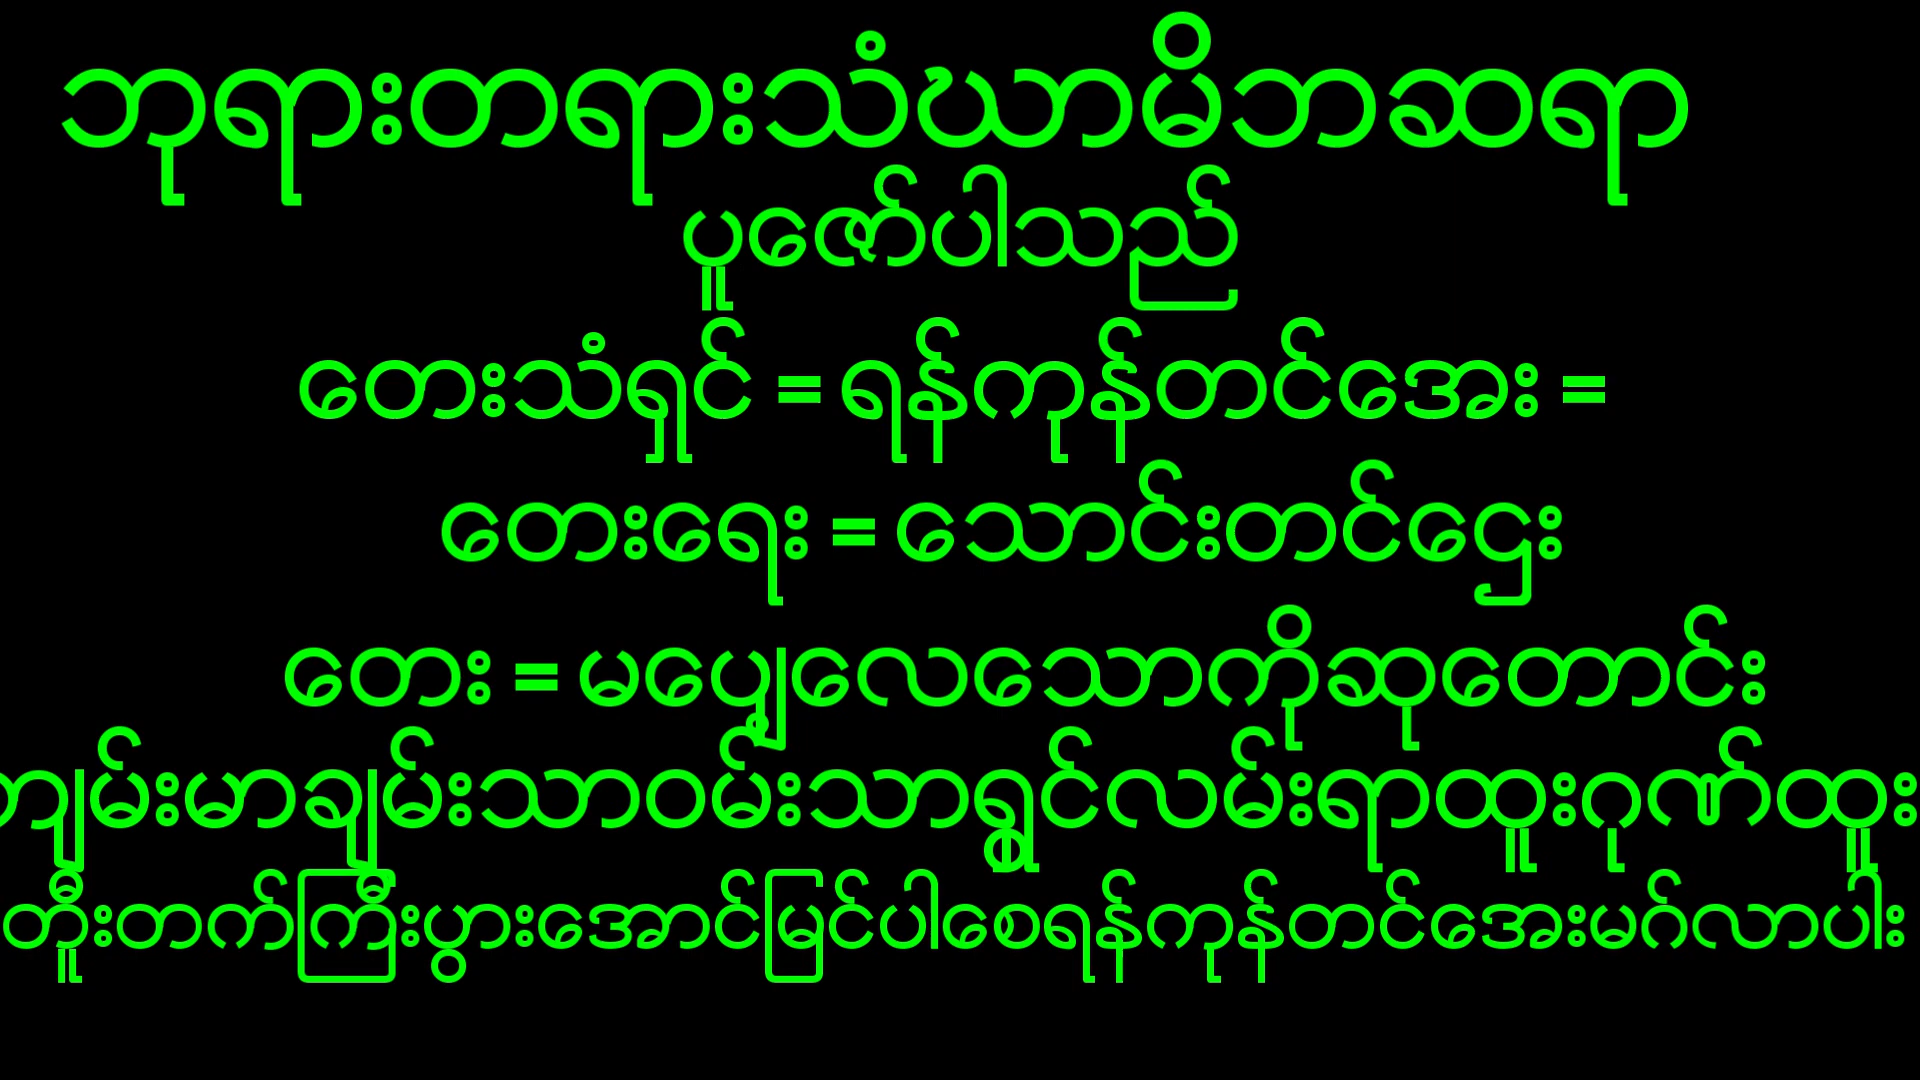 ဘုရားတရားသံဃာမိဘဆရာ
ပူဇော်ပါသည်
တေးသံရှင် = ရန်ကုန်တင်အေး =
တေးရေး = သောင်းတင်ဌေး
တေး = မပျေလေသောကိုဆုတောင်း
ကျမ်းမာချမ်းသာဝမ်းသာရွှင်လမ်းရာထူးဂုဏ်ထူး
တိူးတက်ကြီးပွားအောင်မြင်ပါစေရန်ကုန်တင်အေးမင်္ဂလာပါး